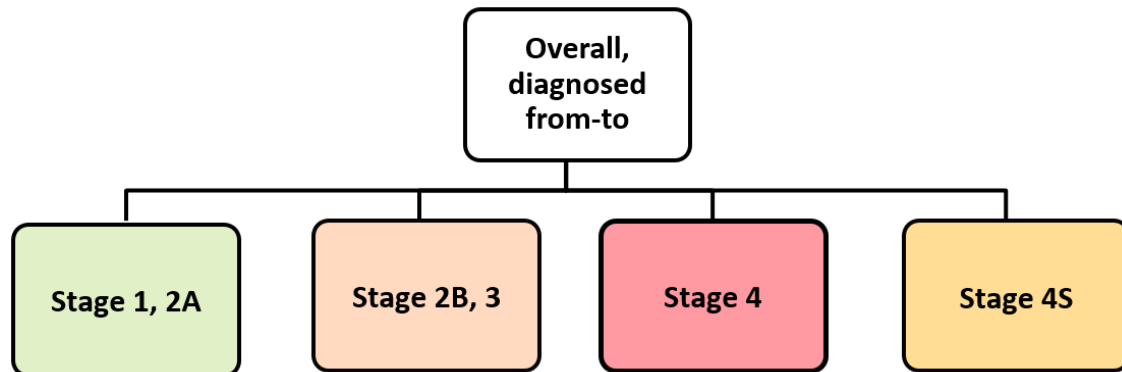 Overall,
diagnosed
from-to
Stage 1, 2A
Stage 2B, 3
Stage 4
Stage 4S